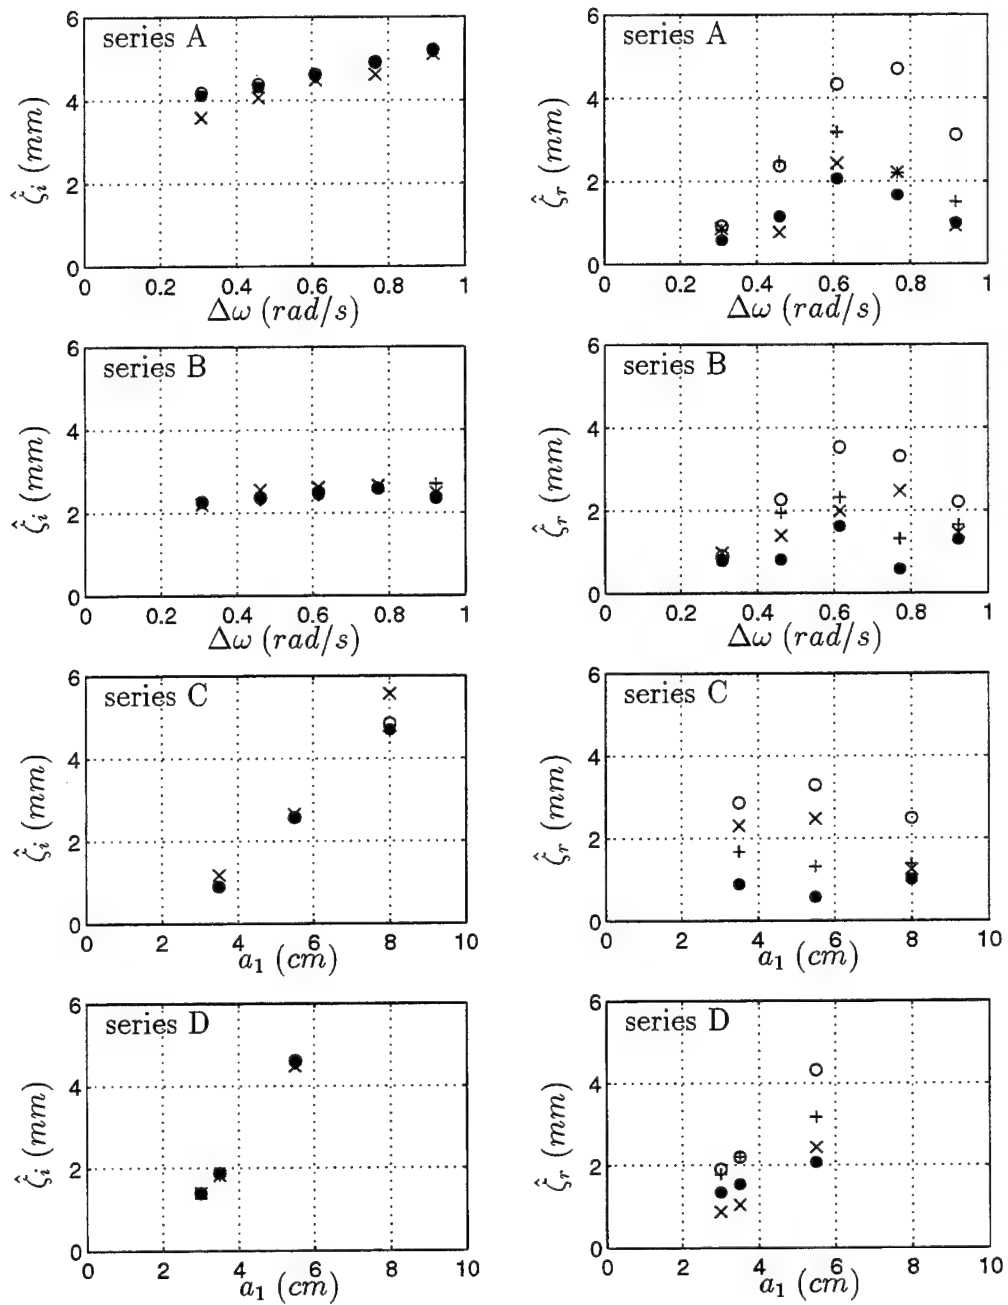 series A
6
4
2
0
ζ̂ᵢ (mm)
0 0.2 0.4 0.6 0.8 1
Δω (rad/s)
series A
6
4
2
0
ζ̂ᵣ (mm)
0 0.2 0.4 0.6 0.8 1
Δω (rad/s)
series B
6
4
2
0
ζ̂ᵢ (mm)
0 0.2 0.4 0.6 0.8 1
Δω (rad/s)
series B
6
4
2
0
ζ̂ᵣ (mm)
0 0.2 0.4 0.6 0.8 1
Δω (rad/s)
series C
6
4
2
0
ζ̂ᵢ (mm)
0 2 4 6 8 10
a₁ (cm)
series C
6
4
2
0
ζ̂ᵣ (mm)
0 2 4 6 8 10
a₁ (cm)
series D
6
4
2
0
ζ̂ᵢ (mm)
0 2 4 6 8 10
a₁ (cm)
series D
6
4
2
0
ζ̂ᵣ (mm)
0 2 4 6 8 10
a₁ (cm)